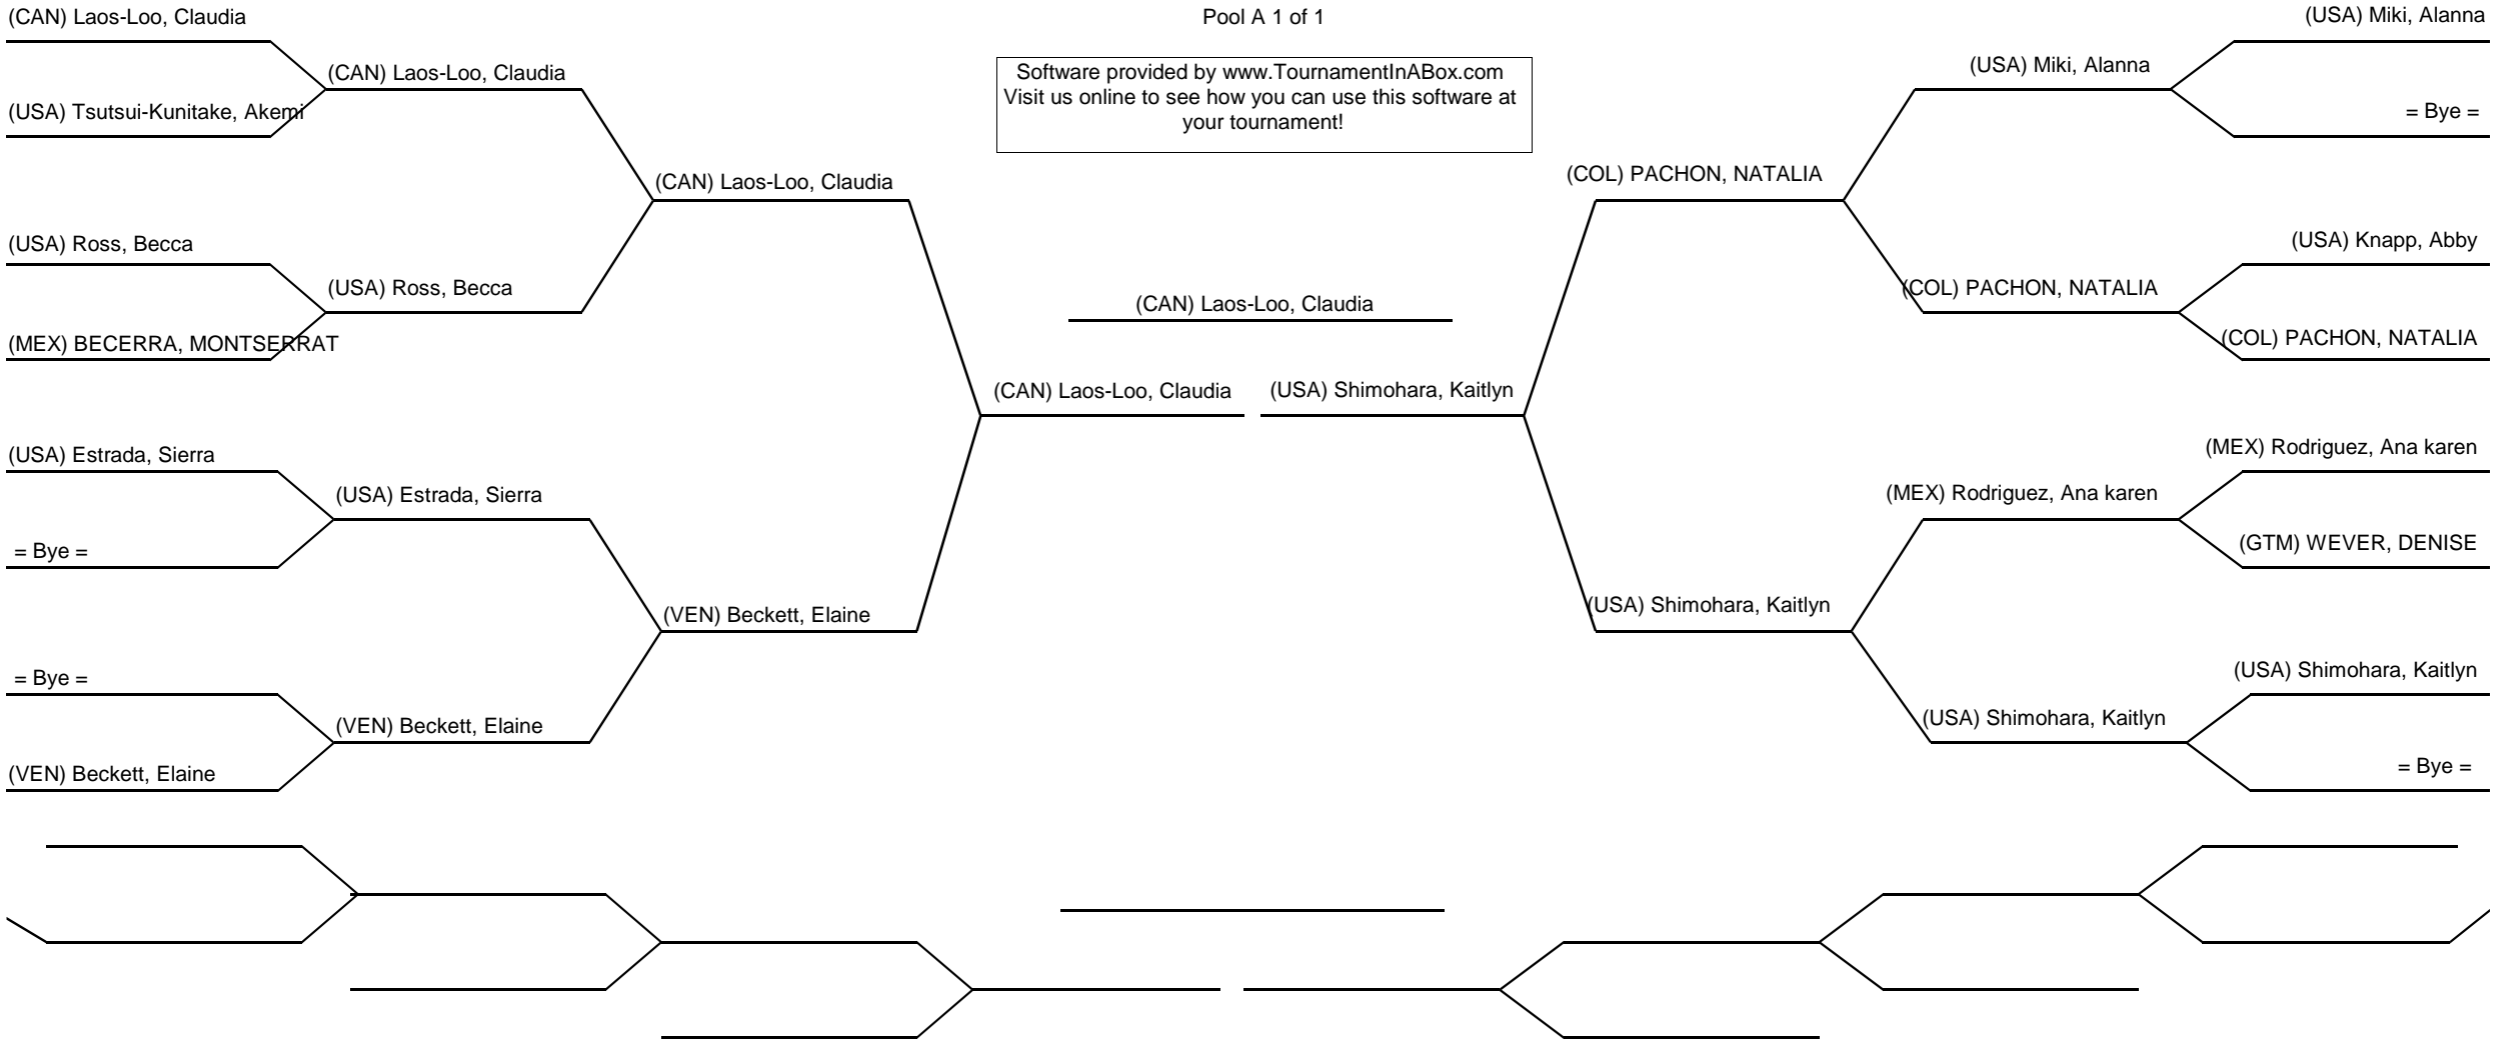 (CAN) Laos-Loo, Claudia
Pool A 1 of 1
(USA) Miki, Alanna
Software provided by www.TournamentInABox.com
Visit us online to see how you can use this software at
your tournament!
(CAN) Laos-Loo, Claudia
(USA) Miki, Alanna
(USA) Tsutsui-Kunitake, Akemi
= Bye =
(CAN) Laos-Loo, Claudia
(COL) PACHON, NATALIA
(USA) Ross, Becca
(USA) Knapp, Abby
(USA) Ross, Becca
(CAN) Laos-Loo, Claudia
(COL) PACHON, NATALIA
(MEX) BECERRA, MONTSERRAT
(COL) PACHON, NATALIA
(CAN) Laos-Loo, Claudia
(USA) Shimohara, Kaitlyn
(USA) Estrada, Sierra
(MEX) Rodriguez, Ana karen
(USA) Estrada, Sierra
(MEX) Rodriguez, Ana karen
= Bye =
(GTM) WEVER, DENISE
(VEN) Beckett, Elaine
(USA) Shimohara, Kaitlyn
= Bye =
(USA) Shimohara, Kaitlyn
(VEN) Beckett, Elaine
(USA) Shimohara, Kaitlyn
(VEN) Beckett, Elaine
= Bye =